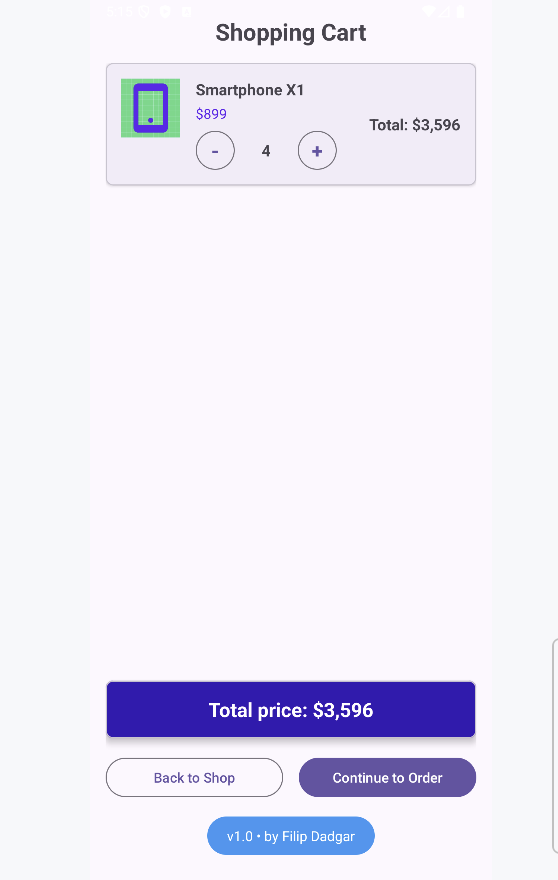 Shopping Cart
Smartphone X1
$899
Total: $3,596
- 4 +
Total price: $3,596
Back to Shop
Continue to Order
v1.0 • by Filip Dadgar